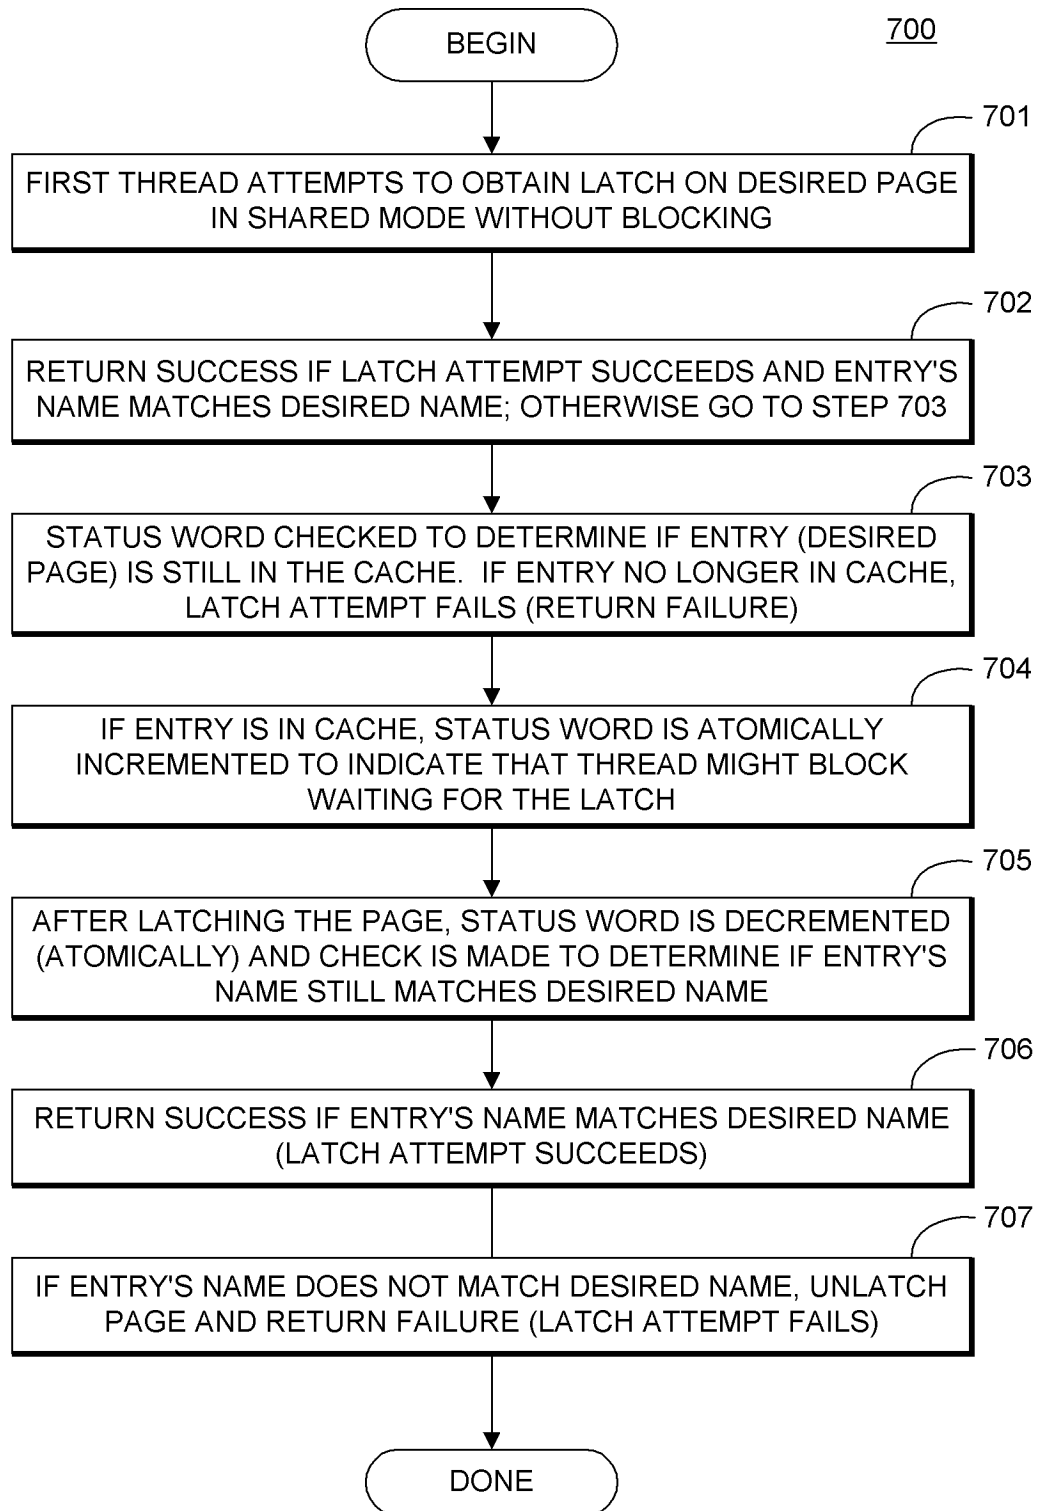 700
BEGIN
701
FIRST THREAD ATTEMPTS TO OBTAIN LATCH ON DESIRED PAGE
IN SHARED MODE WITHOUT BLOCKING
702
RETURN SUCCESS IF LATCH ATTEMPT SUCCEEDS AND ENTRY'S
NAME MATCHES DESIRED NAME; OTHERWISE GO TO STEP 703
703
STATUS WORD CHECKED TO DETERMINE IF ENTRY (DESIRED
PAGE) IS STILL IN THE CACHE. IF ENTRY NO LONGER IN CACHE,
LATCH ATTEMPT FAILS (RETURN FAILURE)
704
IF ENTRY IS IN CACHE, STATUS WORD IS ATOMICALLY
INCREMENTED TO INDICATE THAT THREAD MIGHT BLOCK
WAITING FOR THE LATCH
705
AFTER LATCHING THE PAGE, STATUS WORD IS DECREMENTED
(ATOMICALLY) AND CHECK IS MADE TO DETERMINE IF ENTRY'S
NAME STILL MATCHES DESIRED NAME
706
RETURN SUCCESS IF ENTRY'S NAME MATCHES DESIRED NAME
(LATCH ATTEMPT SUCCEEDS)
707
IF ENTRY'S NAME DOES NOT MATCH DESIRED NAME, UNLATCH
PAGE AND RETURN FAILURE (LATCH ATTEMPT FAILS)
DONE